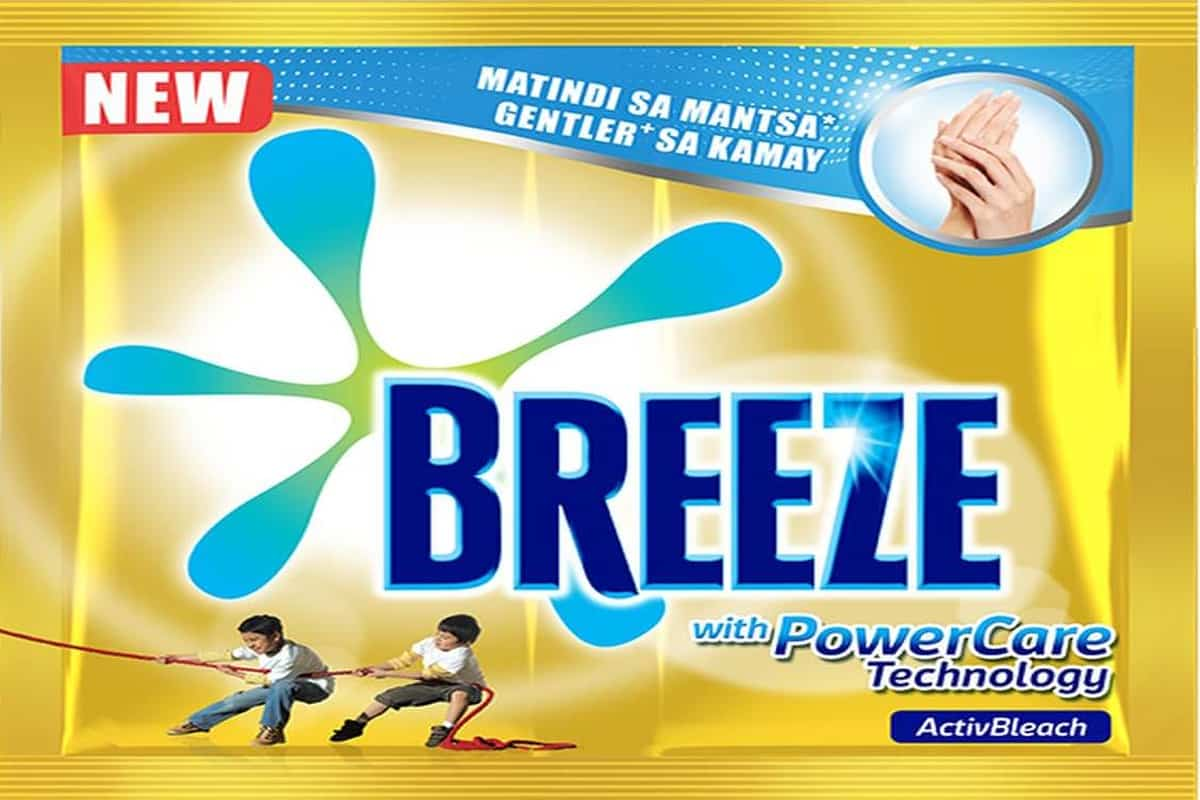 NEW
MATINDI SA MANTSA*
GENTLER+ SA KAMAY
BREEZE
with PowerCare
Technology
ActivBleach